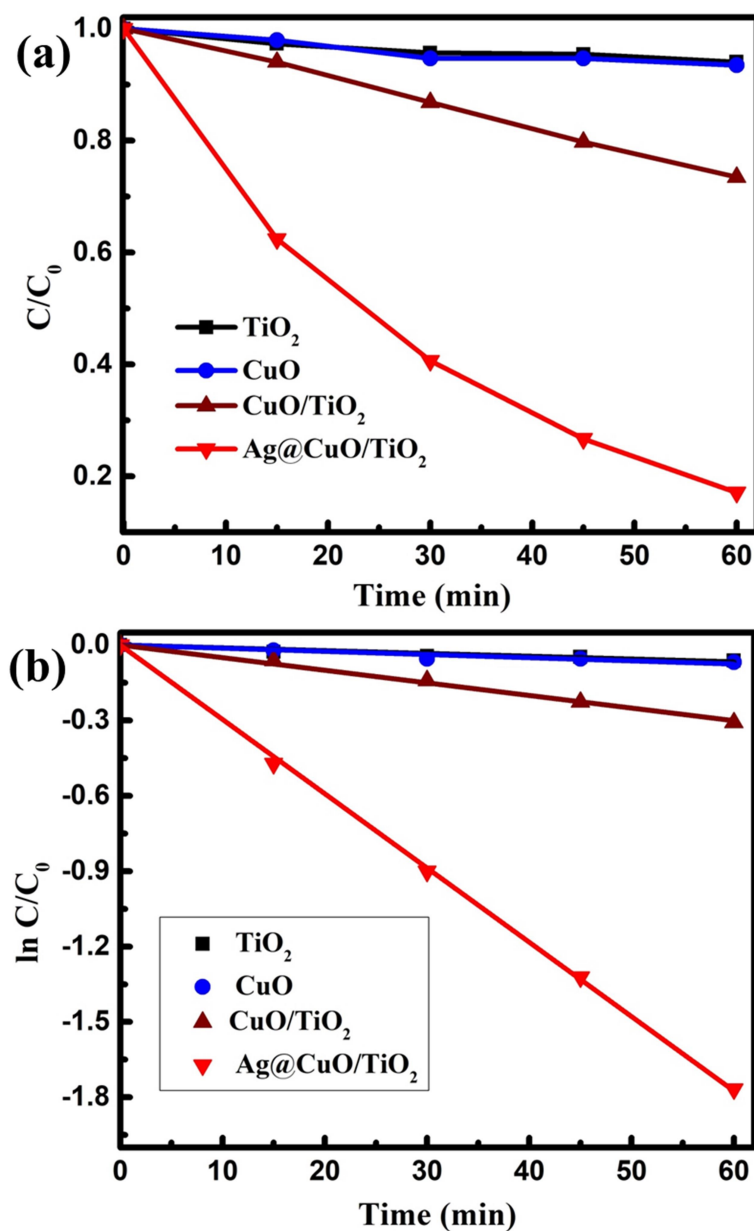 (a)
1.0
0.8
0.6
0.4
0.2
C/C₀
TiO₂
CuO
CuO/TiO₂
Ag@CuO/TiO₂
0 10 20 30 40 50 60
Time (min)
(b)
0.0
-0.3
-0.6
-0.9
-1.2
-1.5
-1.8
ln C/C₀
TiO₂
CuO
CuO/TiO₂
Ag@CuO/TiO₂
0 10 20 30 40 50 60
Time (min)